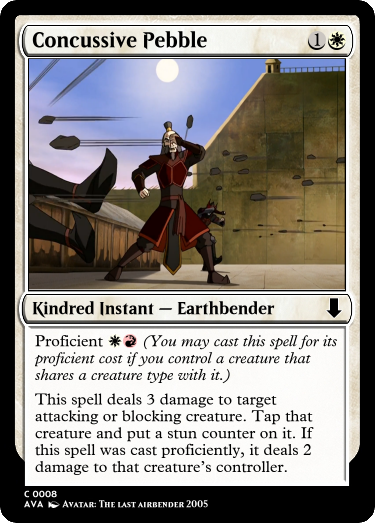 Concussive Pebble 1
Kindred Instant — Earthbender
Proficient (You may cast this spell for its
proficient cost if you control a creature that
shares a creature type with it.)
This spell deals 3 damage to target
attacking or blocking creature. Tap that
creature and put a stun counter on it. If
this spell was cast proficiently, it deals 2
damage to that creature's controller.
C 0008
AVA Avatar: The last airbender 2005